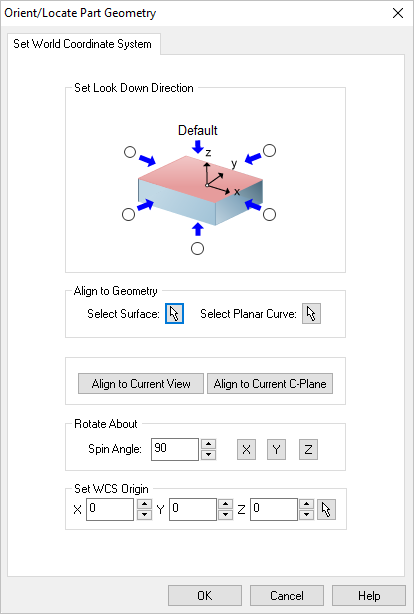 Orient/Locate Part Geometry
Set World Coordinate System
Set Look Down Direction
Default
z
y
x
Align to Geometry
Select Surface: Select Planar Curve:
Align to Current View Align to Current C-Plane
Rotate About
Spin Angle: 90 X Y Z
Set WCS Origin
X 0 Y 0 Z 0
OK Cancel Help